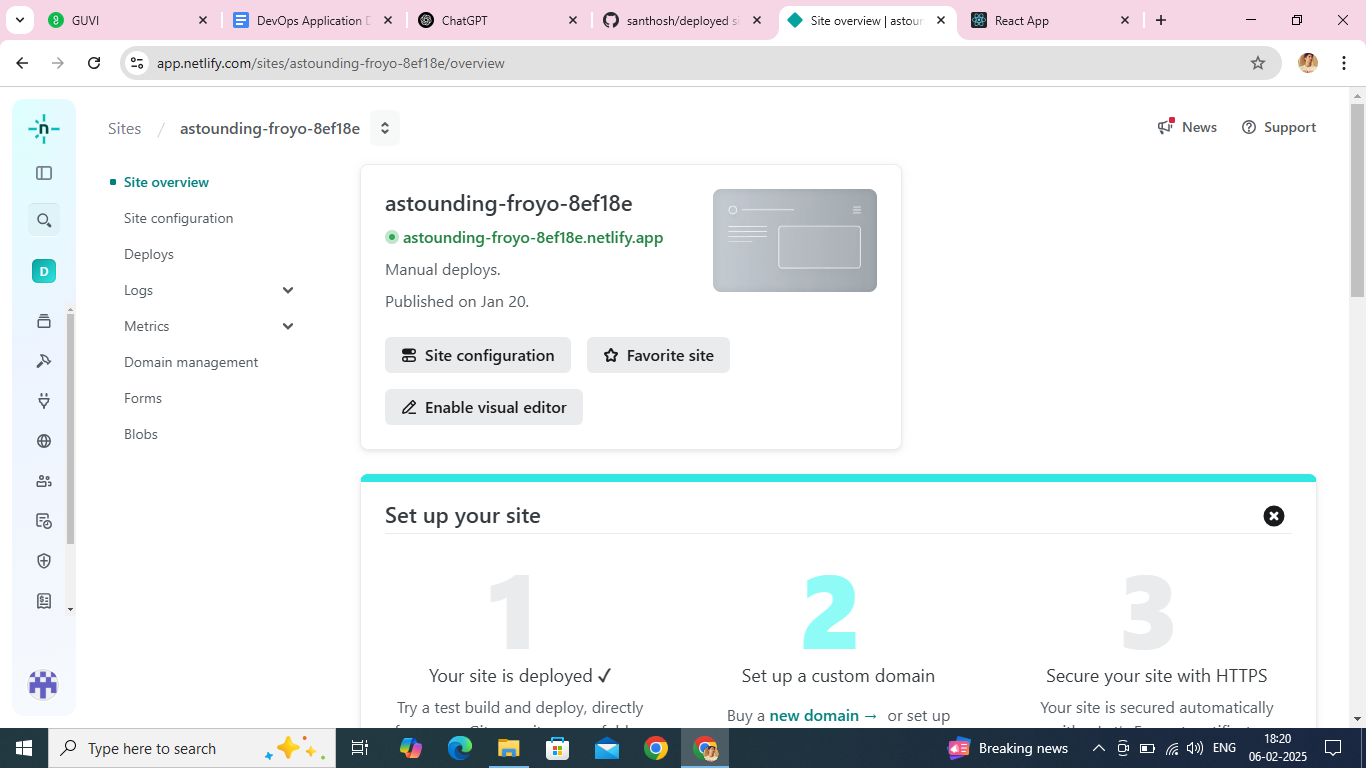 GUVI
DevOps Application D
ChatGPT
santhosh/deployed si
Site overview | astoun
React App
app.netlify.com/sites/astounding-froyo-8ef18e/overview
n
Sites / astounding-froyo-8ef18e
News
Support
D
Site overview
Site configuration
Deploys
Logs
Metrics
Domain management
Forms
Blobs
astounding-froyo-8ef18e
astounding-froyo-8ef18e.netlify.app
Manual deploys.
Published on Jan 20.
Site configuration
Favorite site
Enable visual editor
Set up your site
1
Your site is deployed ✓
Try a test build and deploy, directly
2
Set up a custom domain
Buy a new domain → or set up
3
Secure your site with HTTPS
Your site is secured automatically
Type here to search
Breaking news
ENG
18:20
06-02-2025